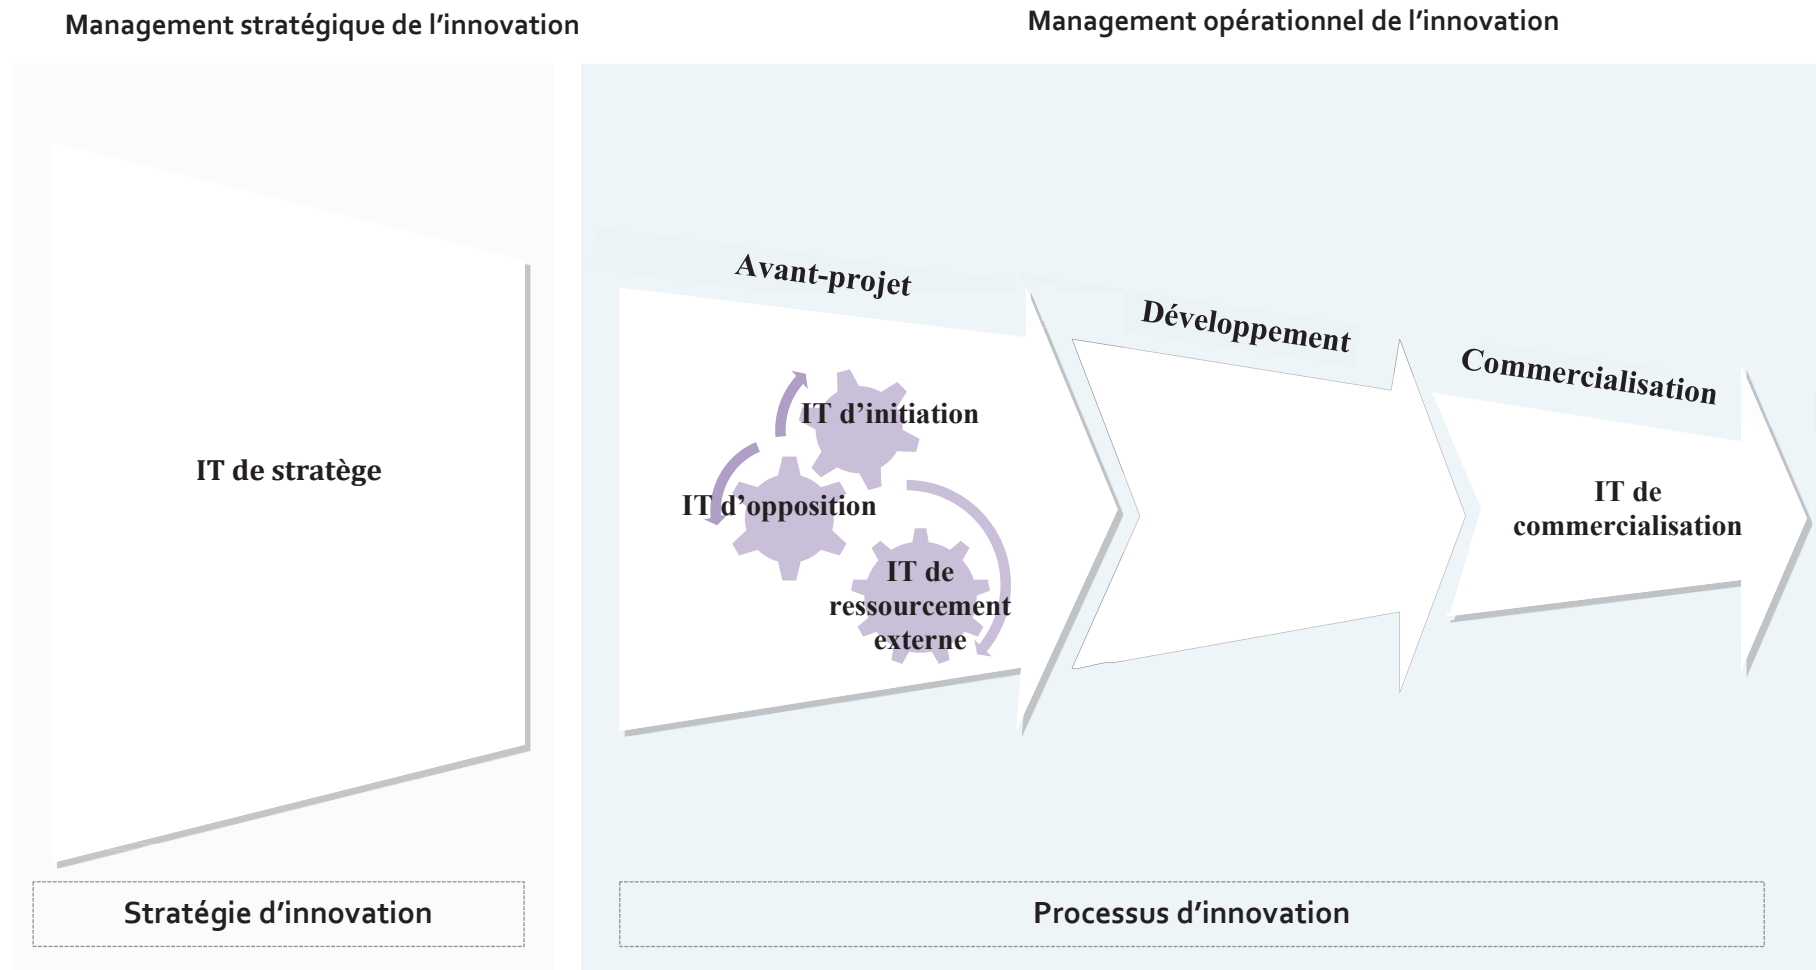 Management stratégique de l'innovation
Management opérationnel de l'innovation
Avant-projet
Développement
Commercialisation
IT de stratège
IT d'initiation
IT d'opposition
IT de
ressourcement
externe
IT de
commercialisation
Stratégie d'innovation
Processus d'innovation